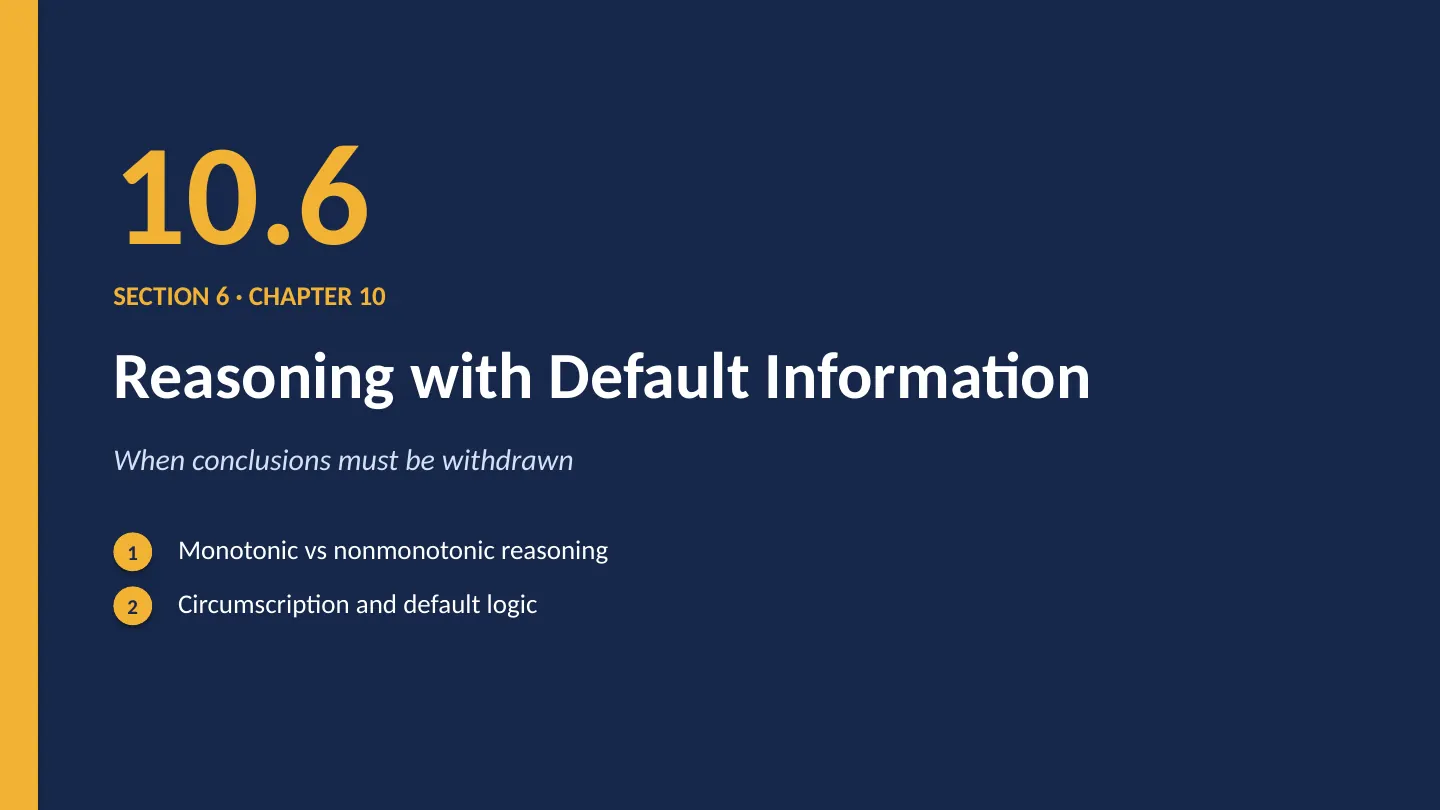 10.6
SECTION 6 · CHAPTER 10
Reasoning with Default Information
When conclusions must be withdrawn
1 Monotonic vs nonmonotonic reasoning
2 Circumscription and default logic